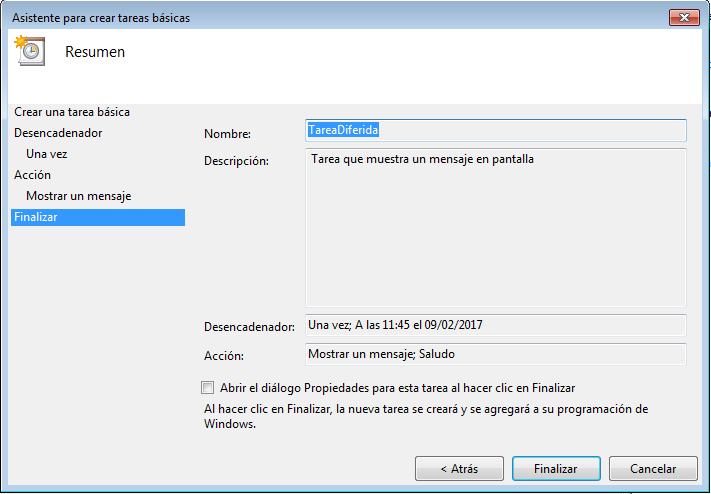 Asistente para crear tareas básicas
Resumen
Crear una tarea básica
Desencadenador
Una vez
Acción
Mostrar un mensaje
Finalizar
Nombre:
TareaDiferida
Descripción:
Tarea que muestra un mensaje en pantalla
Desencadenador:
Una vez; A las 11:45 el 09/02/2017
Acción:
Mostrar un mensaje; Saludo
Abrir el diálogo Propiedades para esta tarea al hacer clic en Finalizar
Al hacer clic en Finalizar, la nueva tarea se creará y se agregará a su programación de
Windows.
< Atrás
Finalizar
Cancelar